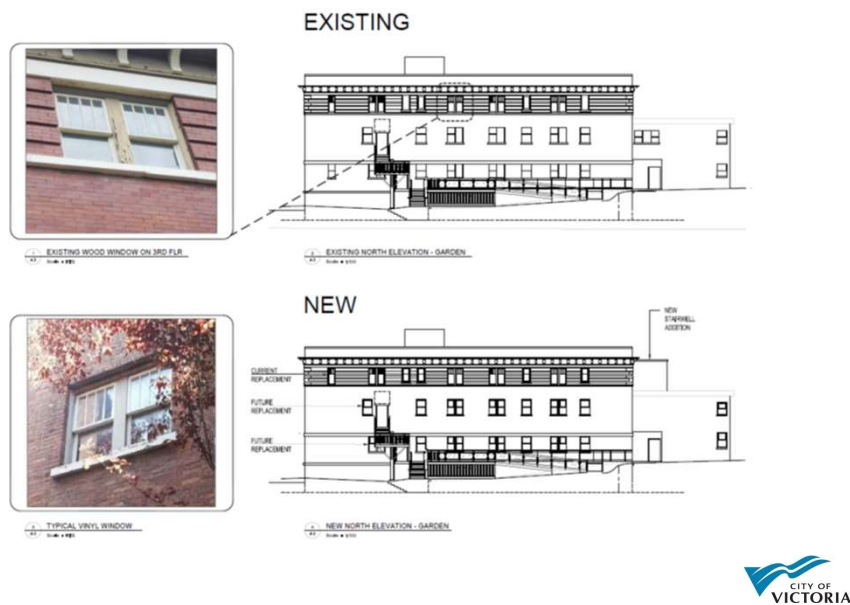 EXISTING
EXISTING WOOD WINDOW ON 3RD FLR
EXISTING NORTH ELEVATION - GARDEN
NEW
NEW
STAIRWELL
ADDITION
CURRENT
REPLACEMENT
FUTURE
REPLACEMENT
FUTURE
REPLACEMENT
TYPICAL VINYL WINDOW
NEW NORTH ELEVATION - GARDEN
CITY OF
VICTORIA